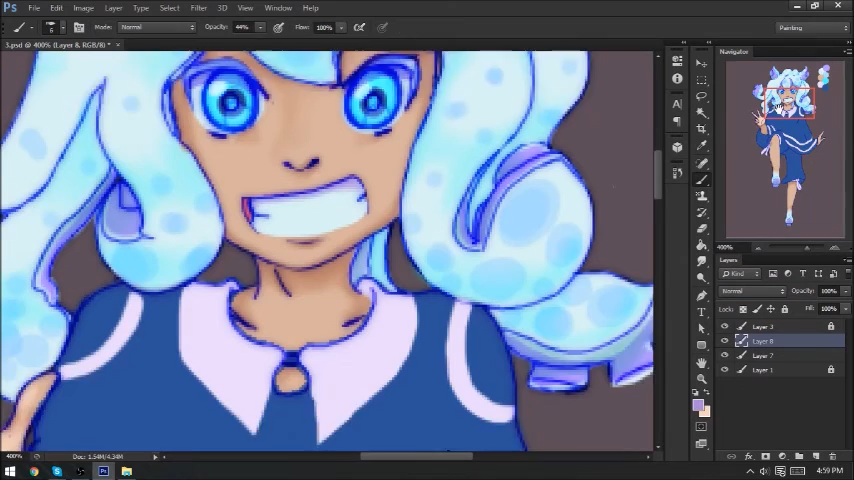 Ps File Edit Image Layer Type Select Filter 3D View Window Help
6 Mode: Normal Opacity: 44% Flow: 100% Painting
3.psd @ 400% (Layer 8, RGB/8) * ×
Navigator
400%
Layers
Kind
Normal Opacity: 100%
Lock: Fill: 100%
Layer 3
Layer 8
Layer 7
Layer 1
400% Doc: 1.54M/4.34M
4:59 PM